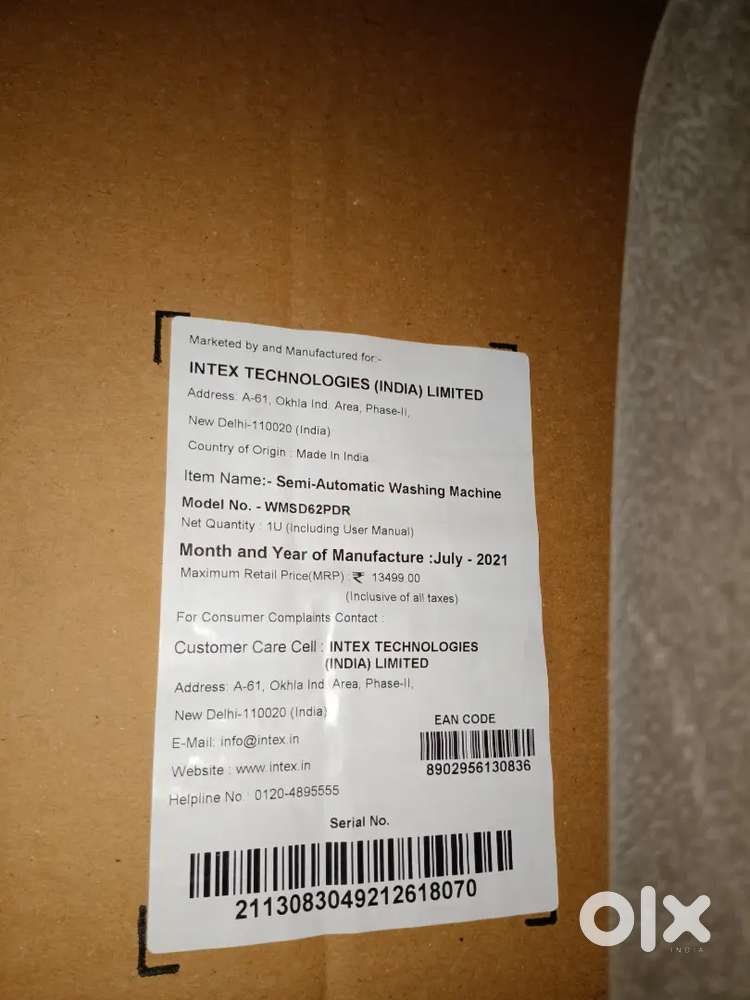 Marketed by and Manufactured for:-
INTEX TECHNOLOGIES (INDIA) LIMITED
Address: A-61, Okhla Ind. Area, Phase-II,
New Delhi-110020 (India)
Country of Origin : Made In India
Item Name:- Semi-Automatic Washing Machine
Model No. - WMSD62PDR
Net Quantity : 1U (Including User Manual)
Month and Year of Manufacture :July - 2021
Maximum Retail Price(MRP) : ₹ 13499.00
(Inclusive of all taxes)
For Consumer Complaints Contact :
Customer Care Cell : INTEX TECHNOLOGIES
(INDIA) LIMITED
Address: A-61, Okhla Ind. Area, Phase-II,
New Delhi-110020 (India)
E-Mail: info@intex.in
Website : www.intex.in
Helpline No : 0120-4895555
EAN CODE
8902956130836
Serial No.
2113083049212618070
olx
INDIA